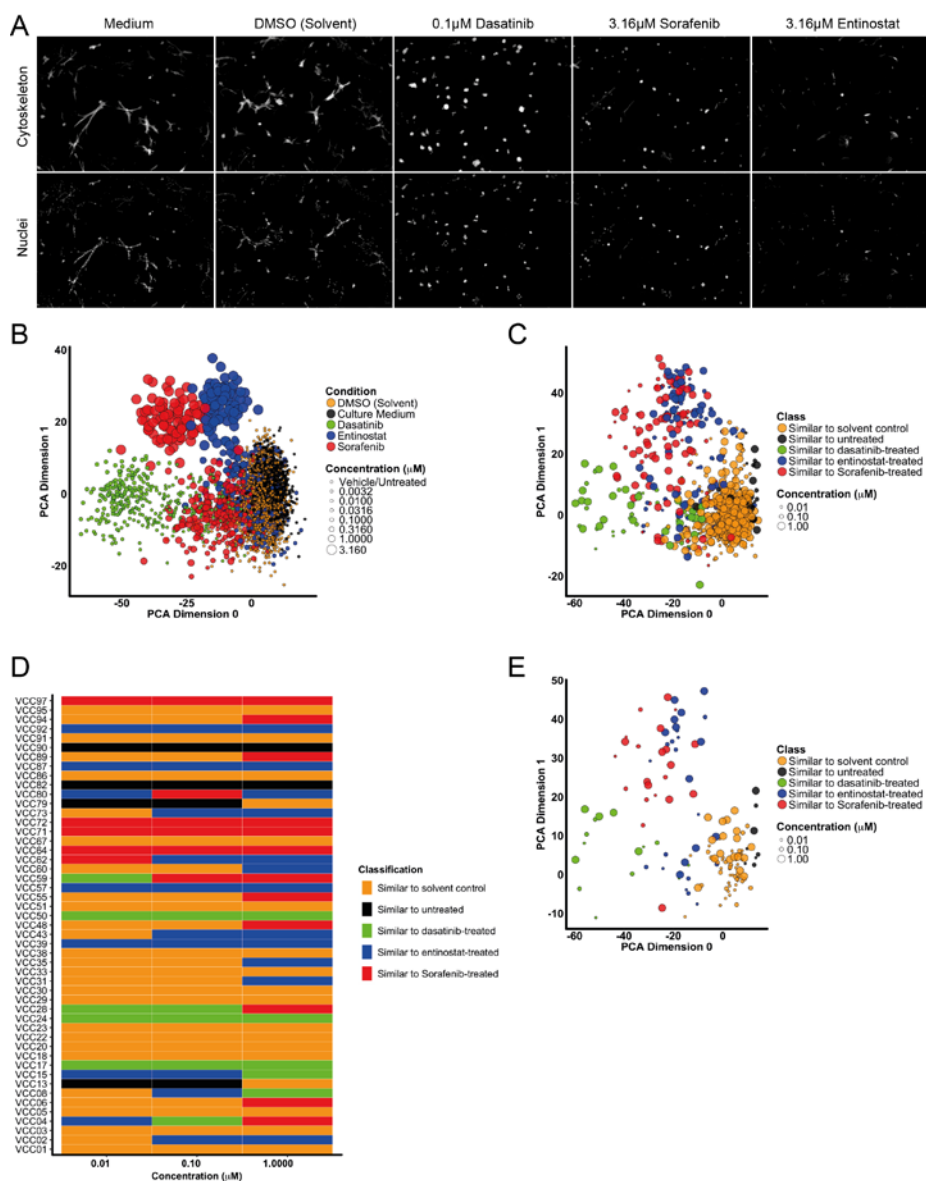 A
Medium
DMSO (Solvent)
0.1μM Dasatinib
3.16μM Sorafenib
3.16μM Entinostat
Cytoskeleton
Nuclei
B
40
20
0
-20
PCA Dimension 1
-50
-25
0
PCA Dimension 0
Condition
DMSO (Solvent)
Culture Medium
Dasatinib
Entinostat
Sorafenib
Concentration (μM)
Vehicle/Untreated
0.0032
0.0100
0.0316
0.1000
0.3160
1.0000
3.160
C
40
20
0
-20
PCA Dimension 1
-60
-40
-20
0
PCA Dimension 0
Class
Similar to solvent control
Similar to untreated
Similar to dasatinib-treated
Similar to entinostat-treated
Similar to Sorafenib-treated
Concentration (μM)
0.01
0.10
1.00
D
VCC97
VCC95
VCC94
VCC92
VCC91
VCC90
VCC89
VCC87
VCC86
VCC82
VCC80
VCC79
VCC73
VCC72
VCC71
VCC67
VCC64
VCC62
VCC60
VCC59
VCC57
VCC55
VCC51
VCC50
VCC48
VCC43
VCC39
VCC38
VCC35
VCC33
VCC31
VCC30
VCC29
VCC28
VCC24
VCC23
VCC22
VCC20
VCC18
VCC17
VCC15
VCC13
VCC08
VCC06
VCC05
VCC04
VCC03
VCC02
VCC01
0.01
0.10
1.0000
Concentration (μM)
Classification
Similar to solvent control
Similar to untreated
Similar to dasatinib-treated
Similar to entinostat-treated
Similar to Sorafenib-treated
E
50
40
30
20
10
0
-10
PCA Dimension 1
-60
-40
-20
0
PCA Dimension 0
Class
Similar to solvent control
Similar to untreated
Similar to dasatinib-treated
Similar to entinostat-treated
Similar to Sorafenib-treated
Concentration (μM)
0.01
0.10
1.00